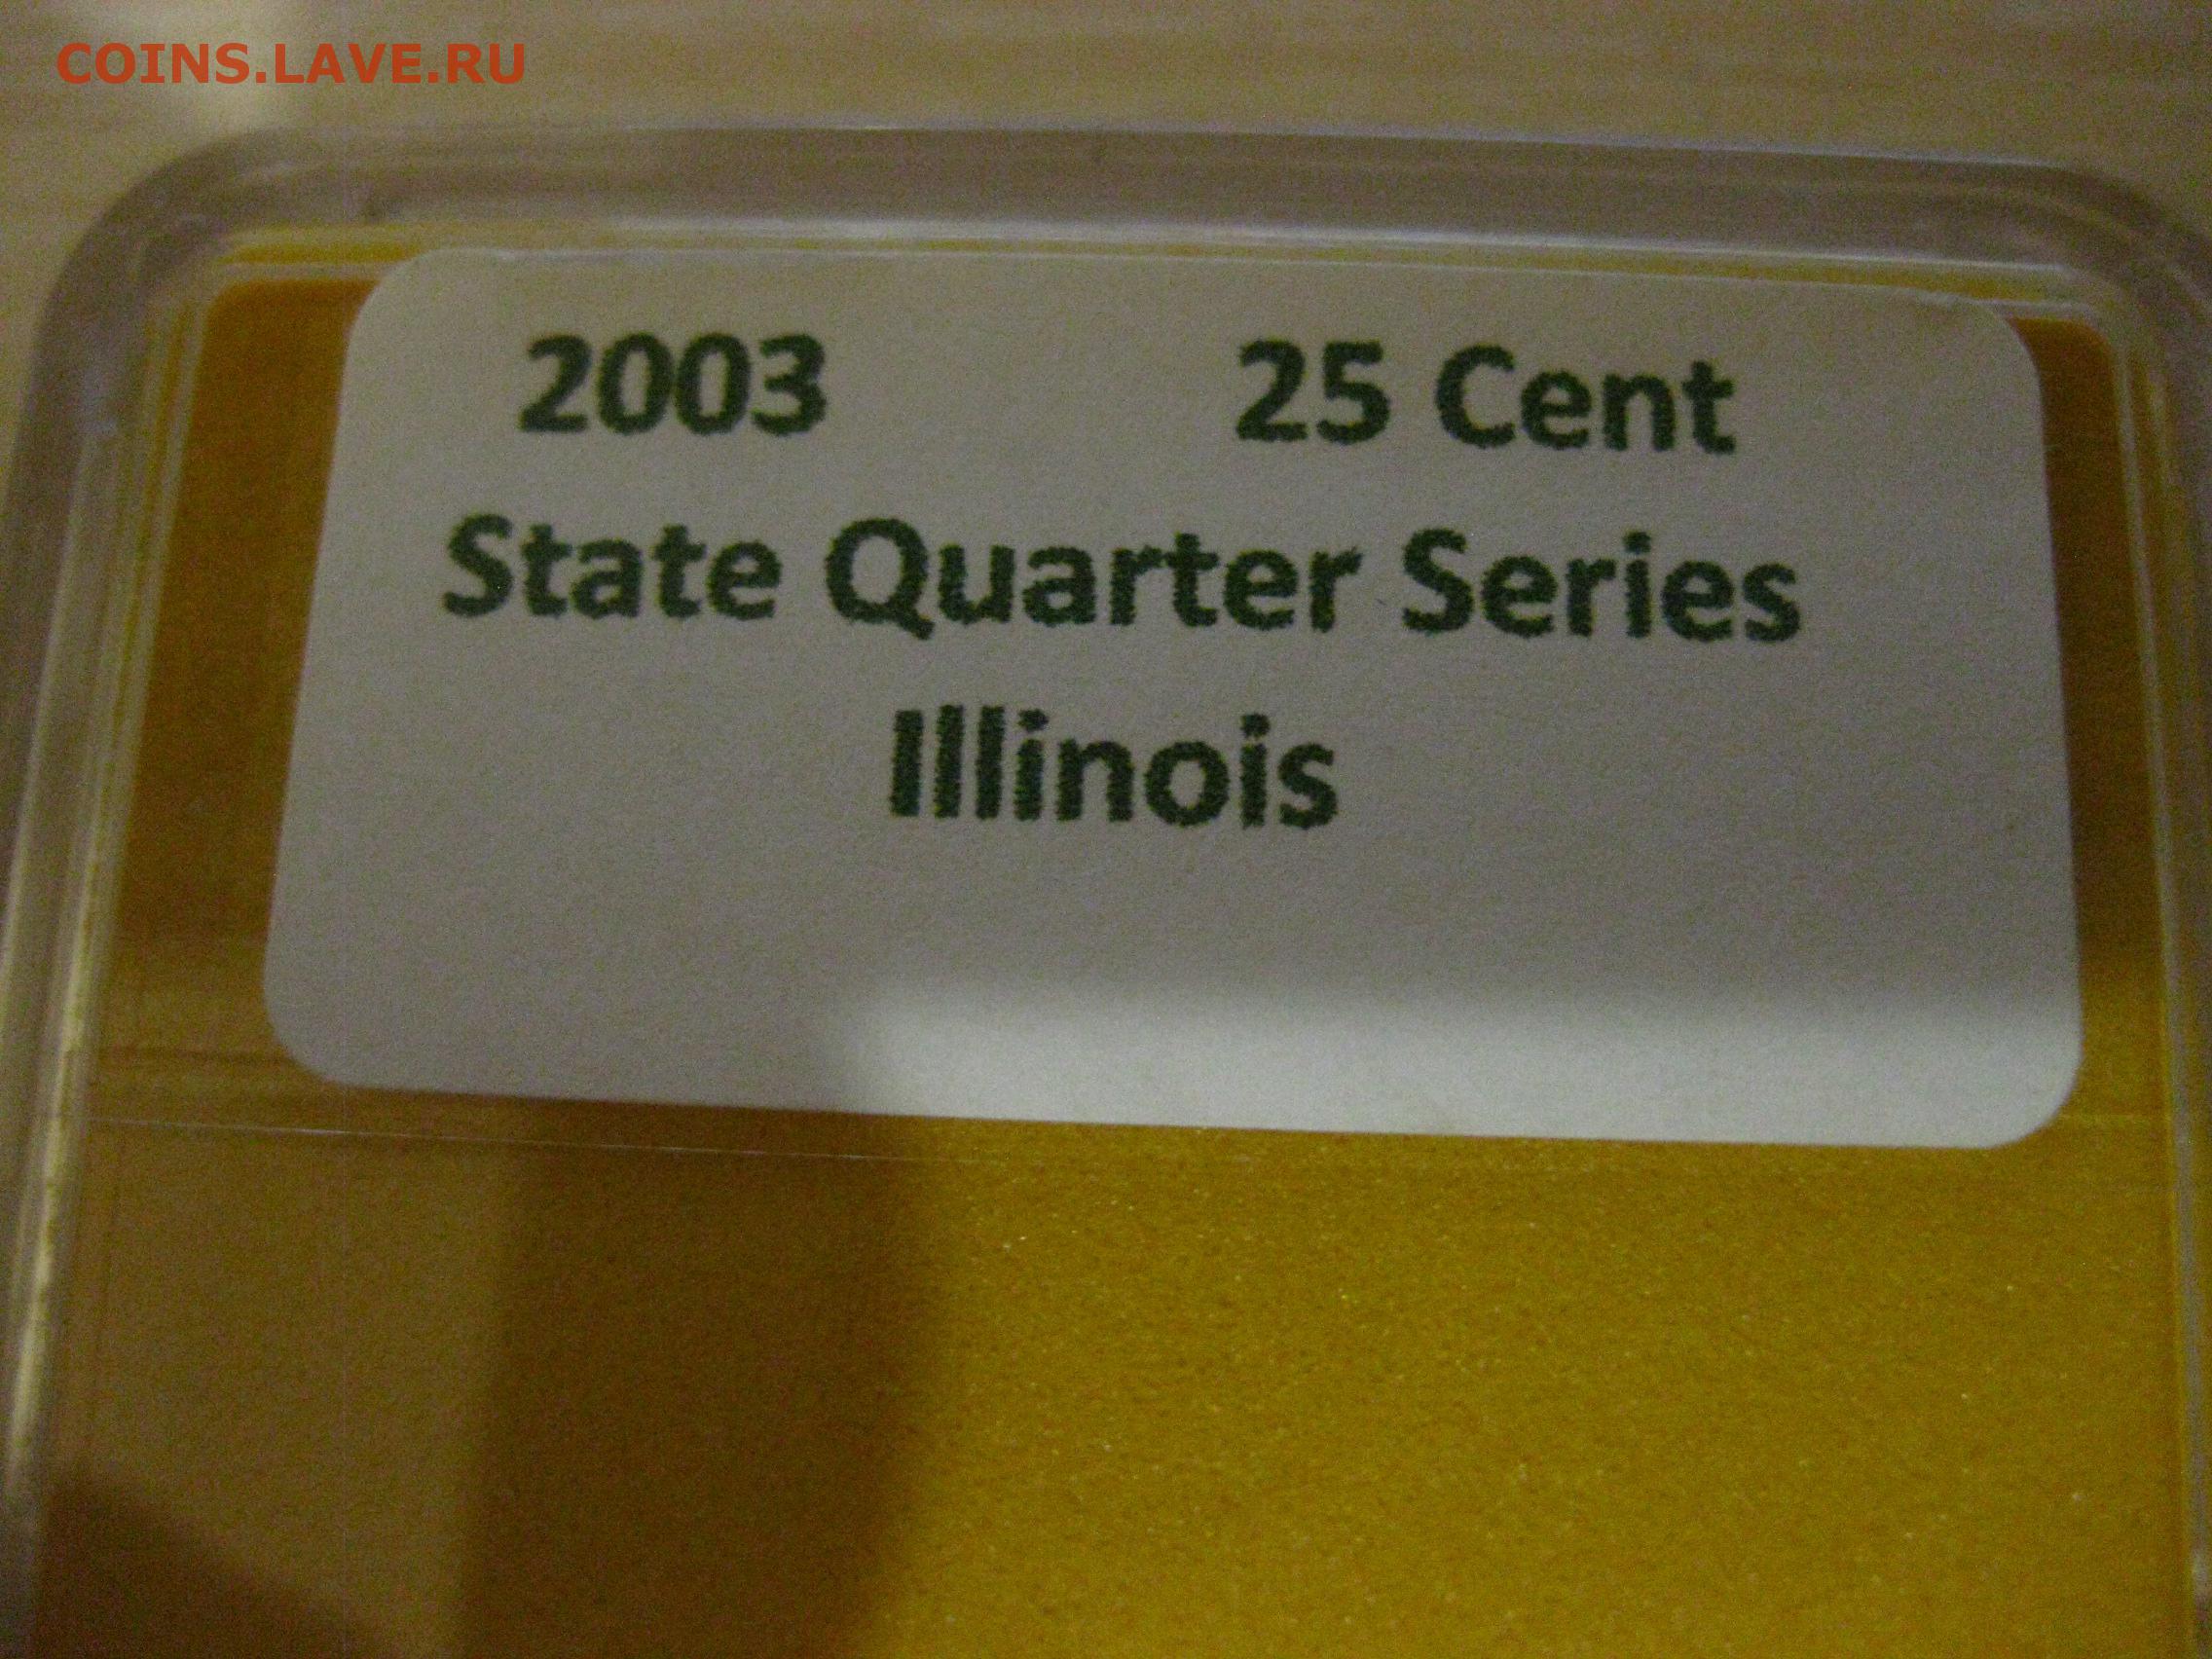 COINS.LAVE.RU
2003 25 Cent
State Quarter Series
Illinois